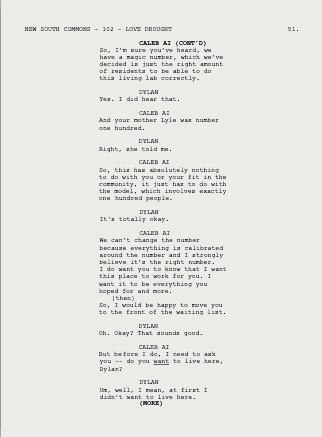 NEW SOUTH COMMONS - 102 - LOVE DROUGHT 51.
CALEB AI (CONT'D)
So, I'm sure you've heard, we
have a magic number, which we've
decided is just the right amount
of residents to be able to do
this living lab correctly.
DYLAN
Yes. I did hear that.
CALEB AI
And your mother Lyle was number
one hundred.
DYLAN
Right, she told me.
CALEB AI
So, this has absolutely nothing
to do with you or your fit in the
community, it just has to do with
the model, which involves exactly
one hundred people.
DYLAN
It's totally okay.
CALEB AI
We can't change the number
because everything is calibrated
around the number and I strongly
believe it's the right number.
I do want you to know that I want
this place to work for you. I
want it to be everything you
hoped for and more.
(then)
So, I would be happy to move you
to the front of the waiting list.
DYLAN
Oh. Okay? That sounds good.
CALEB AI
But before I do, I need to ask
you -- do you want to live here,
Dylan?
DYLAN
Um, well, I mean, at first I
didn't want to live here.
(MORE)